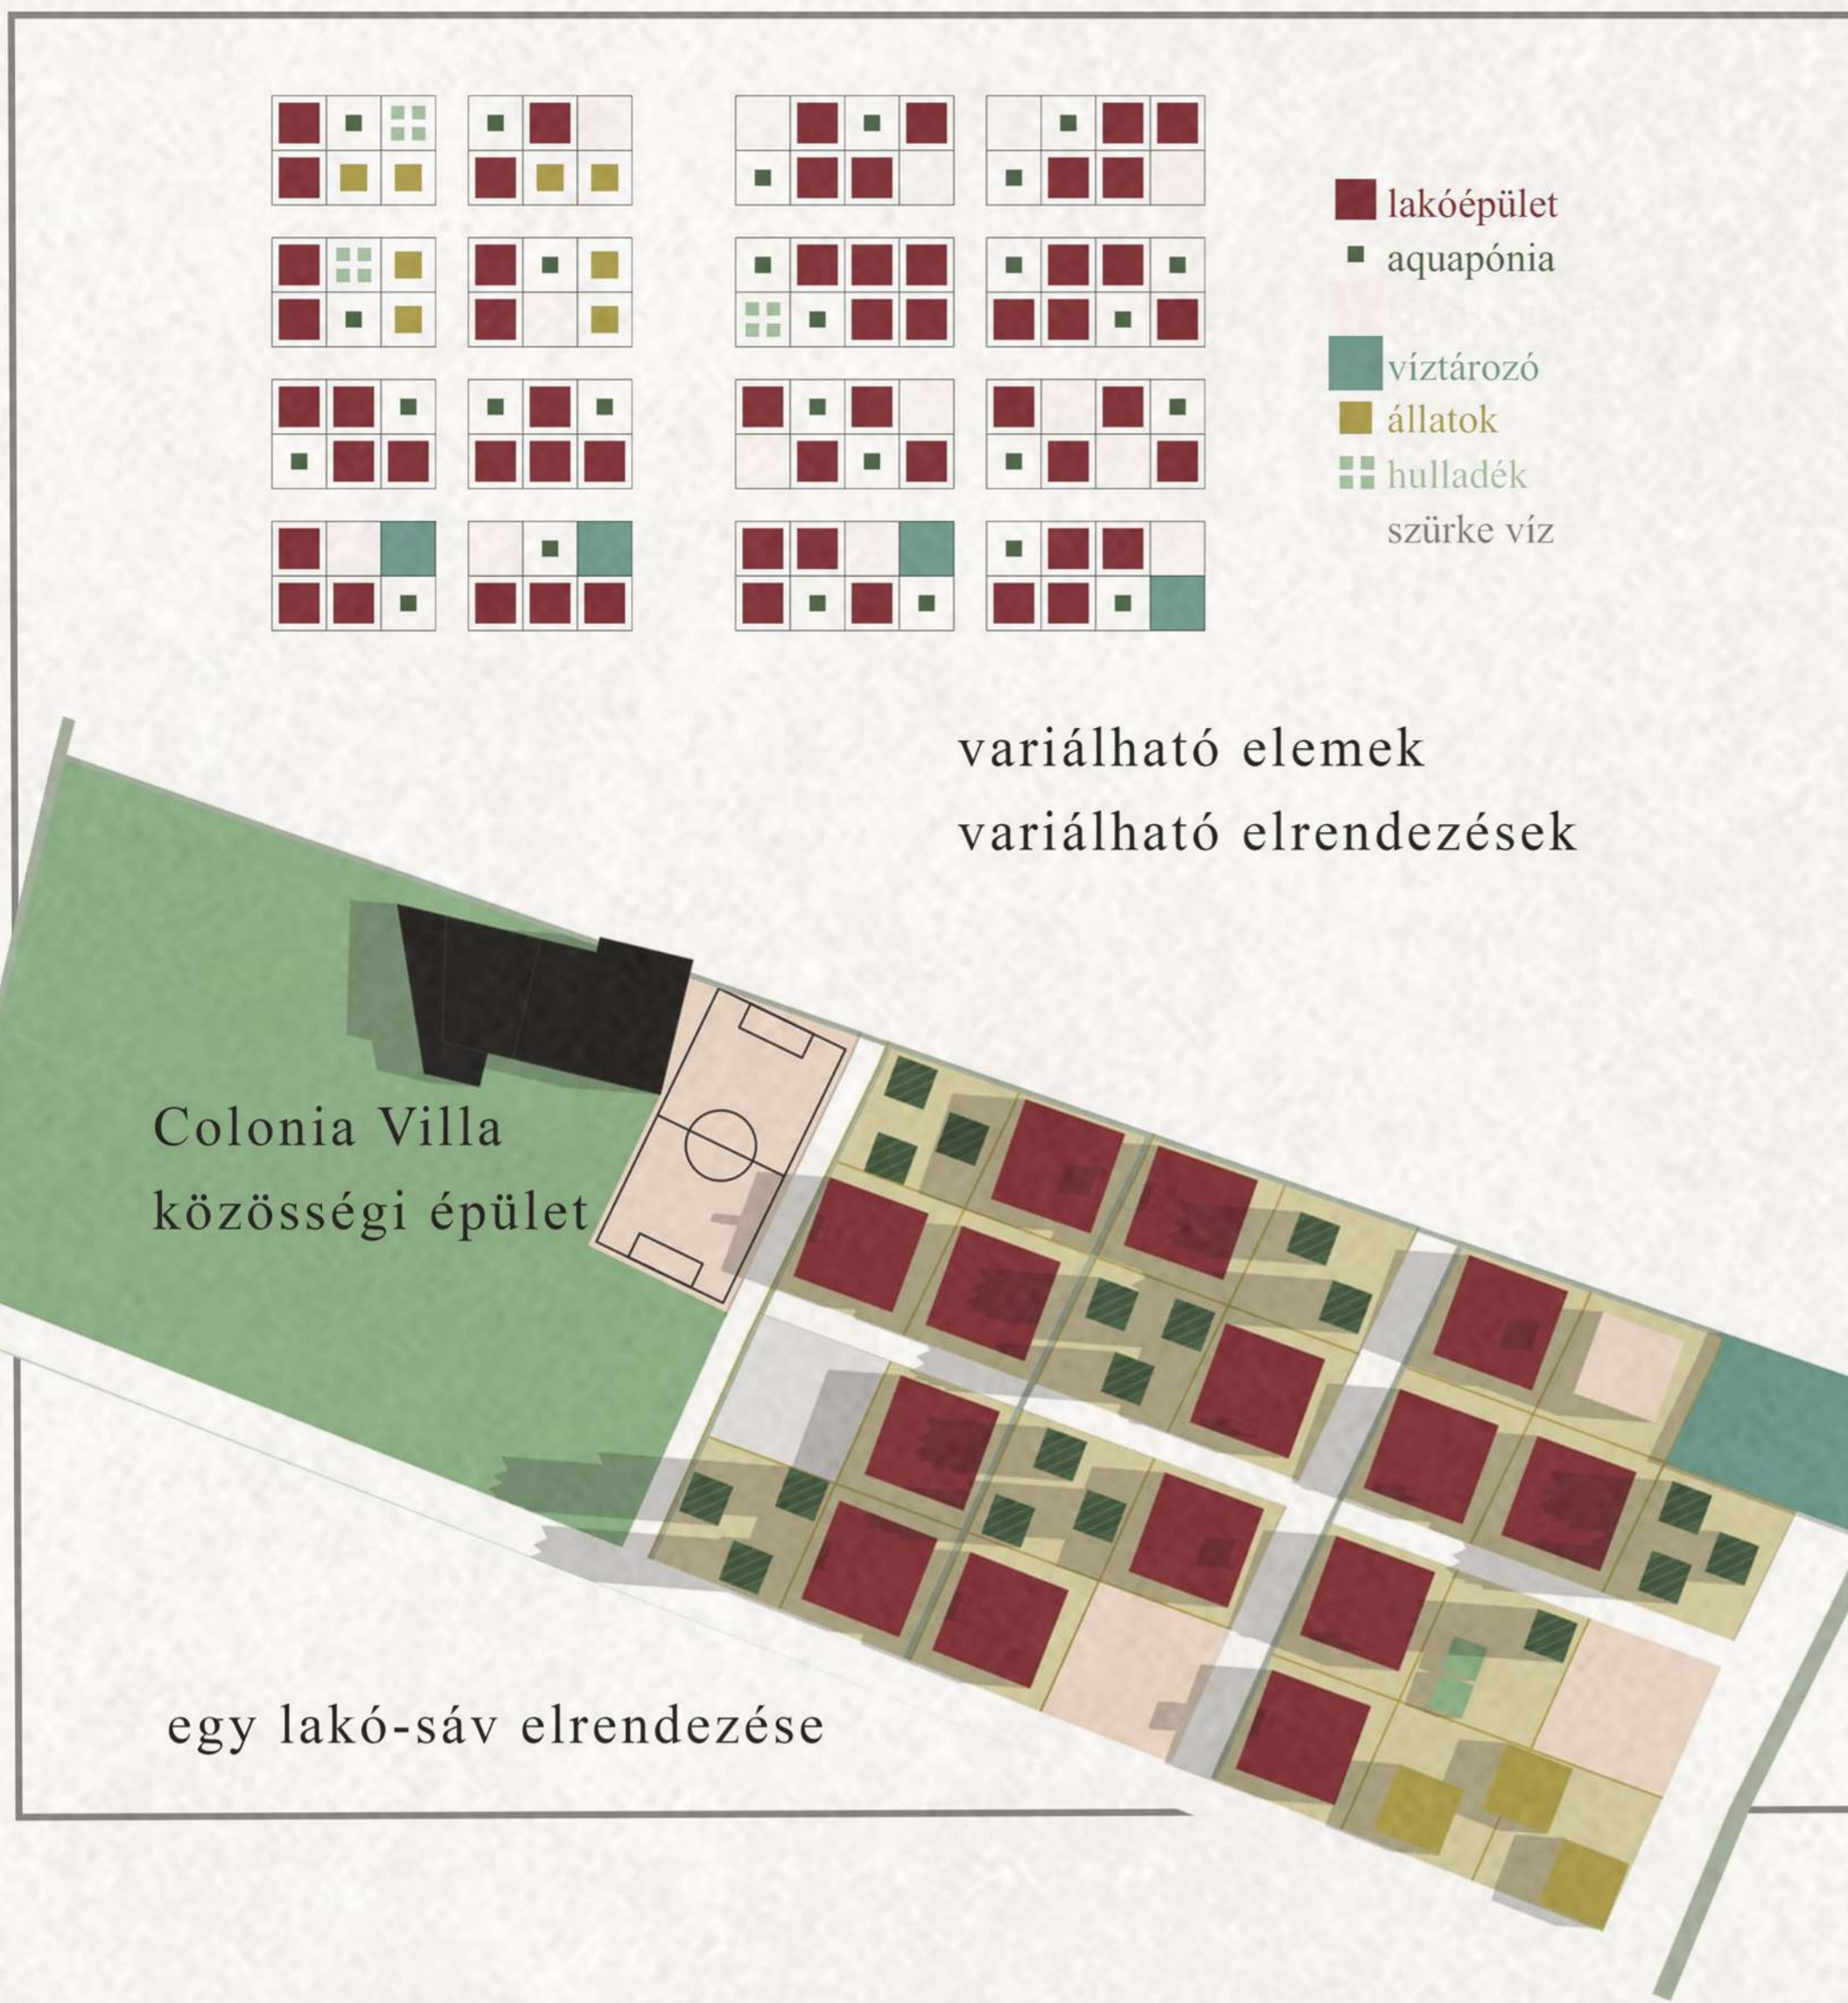 lakóépület
aquapónia
víztározó
állatok
hulladék
szürke víz
variálható elemek
variálható elrendezések
Colonia Villa
közösségi épület
egy lakó-sáv elrendezése